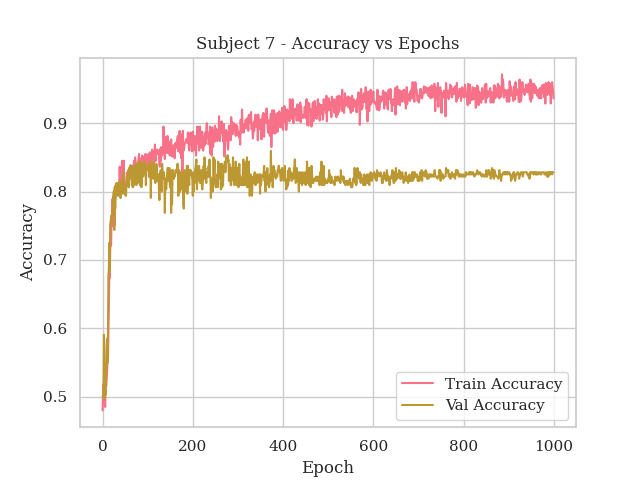 Subject 7 - Accuracy vs Epochs
Accuracy
0.9
0.8
0.7
0.6
0.5
Train Accuracy
Val Accuracy
0 200 400 600 800 1000
Epoch